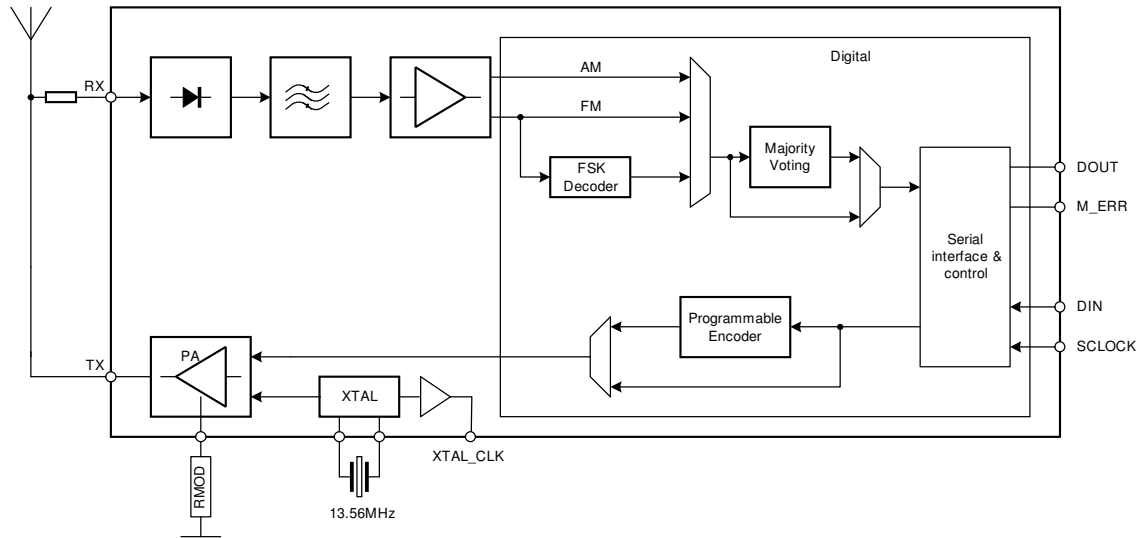 Digital
AM
RX
FM
Majority
Voting
FSK
Decoder
DOUT
M_ERR
Serial
interface &
control
DIN
Programmable
Encoder
SCLOCK
PA
TX
XTAL
XTAL_CLK
RMOD
13.56MHz